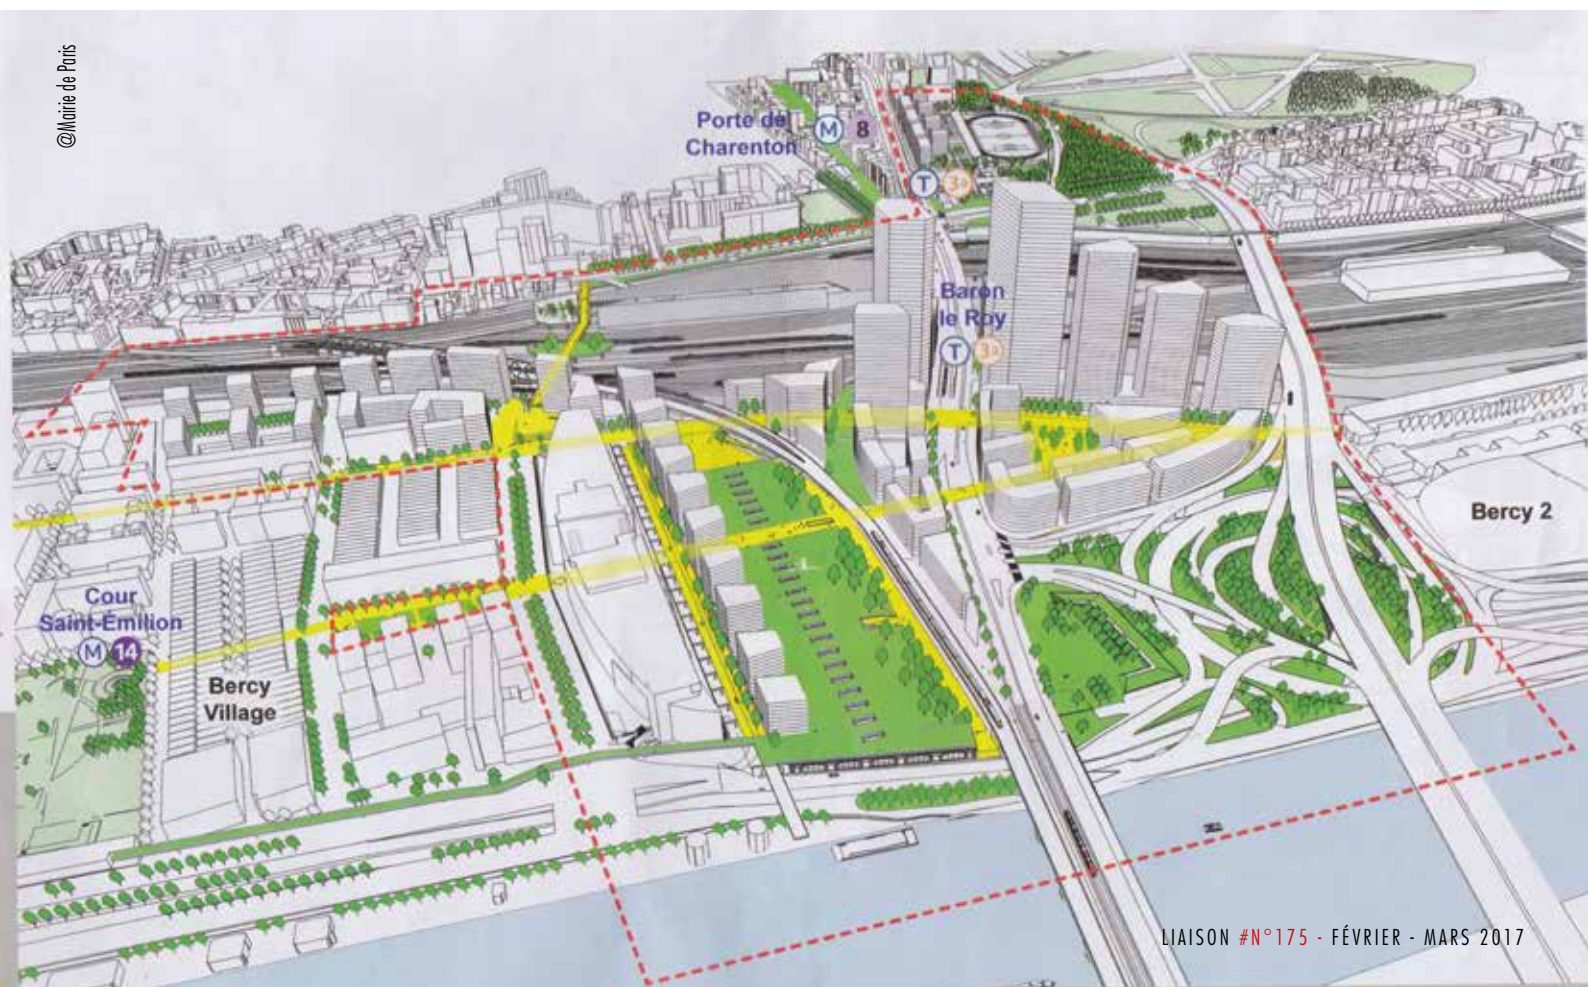 @Mairie de Paris
Porte de
Charenton
M 8
T 3a
Baron
le Roy
T 3a
Bercy 2
Cour
Saint-Émilion
M 14
Bercy
Village
LIAISON #N°175 - FÉVRIER - MARS 2017